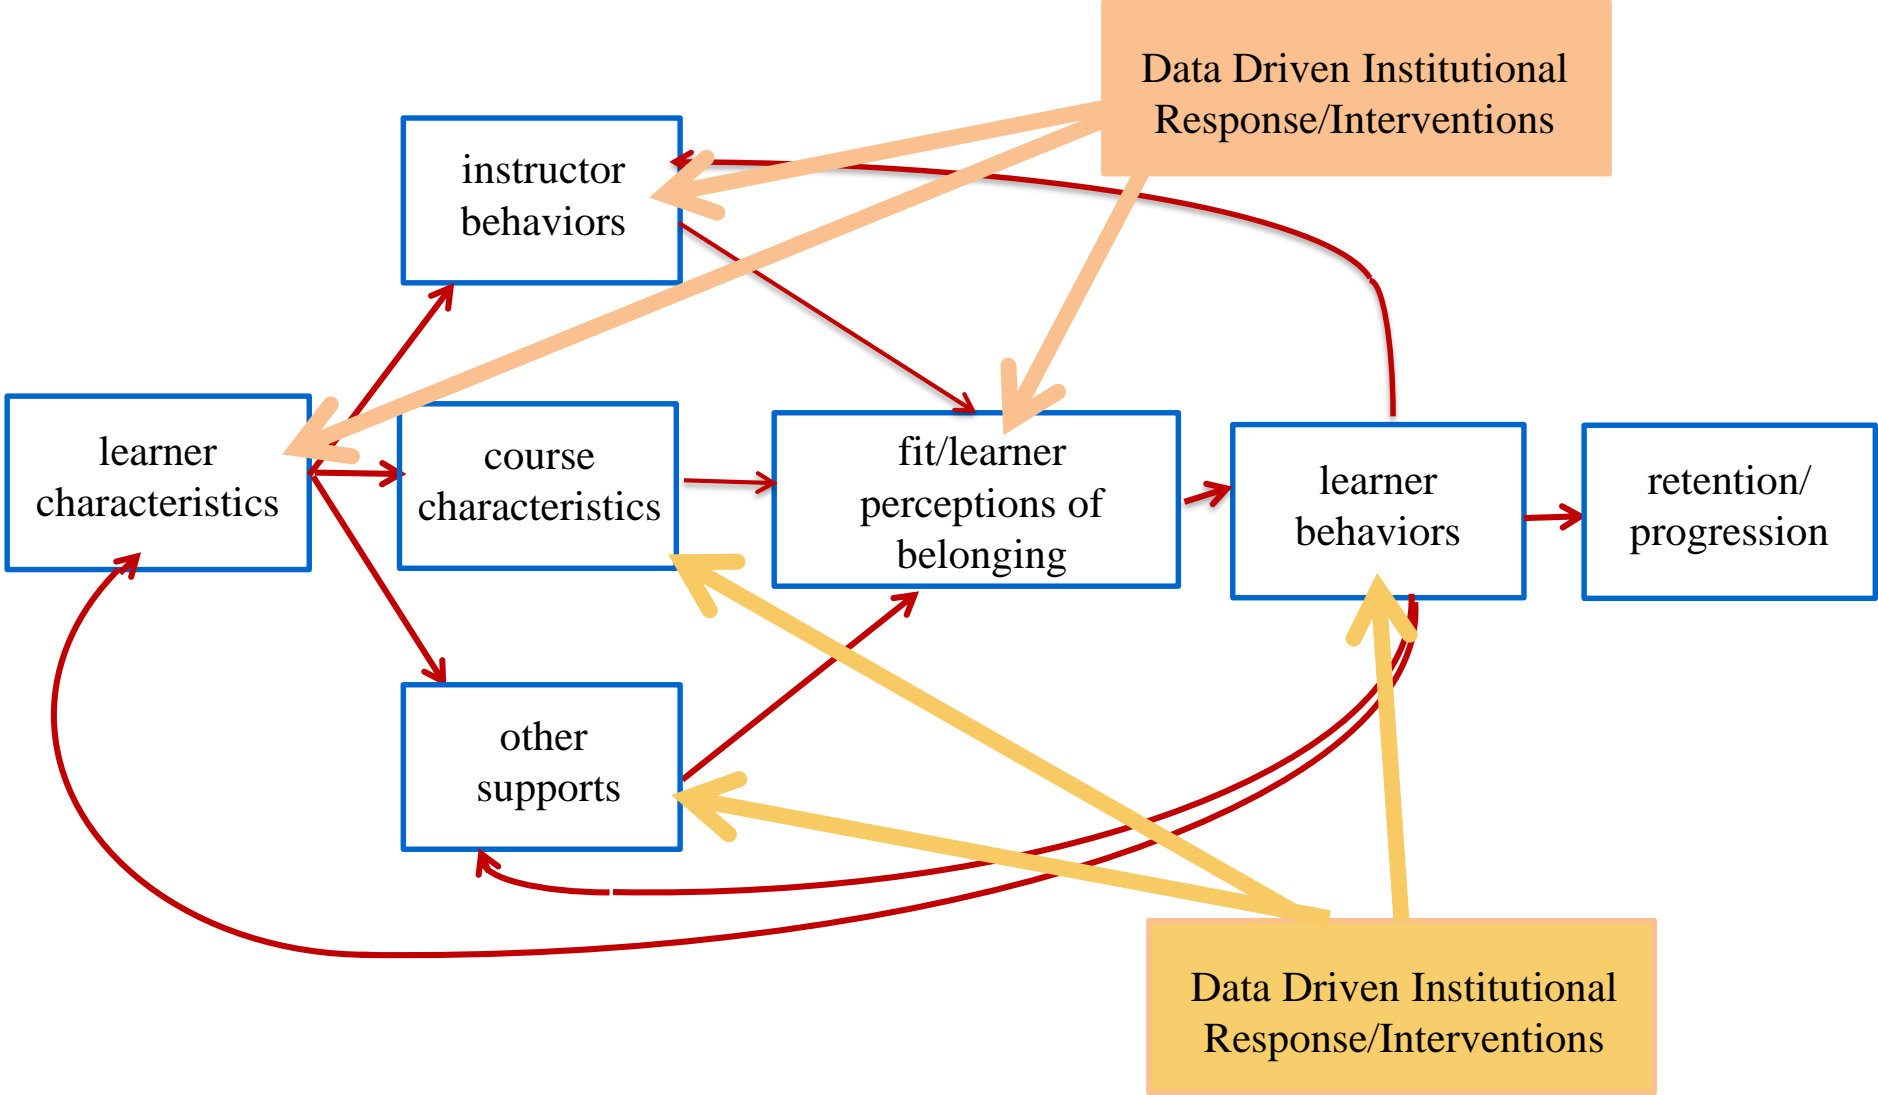 Data Driven Institutional
Response/Interventions
instructor
behaviors
learner
characteristics
course
characteristics
fit/learner
perceptions of
belonging
learner
behaviors
retention/
progression
other
supports
Data Driven Institutional
Response/Interventions